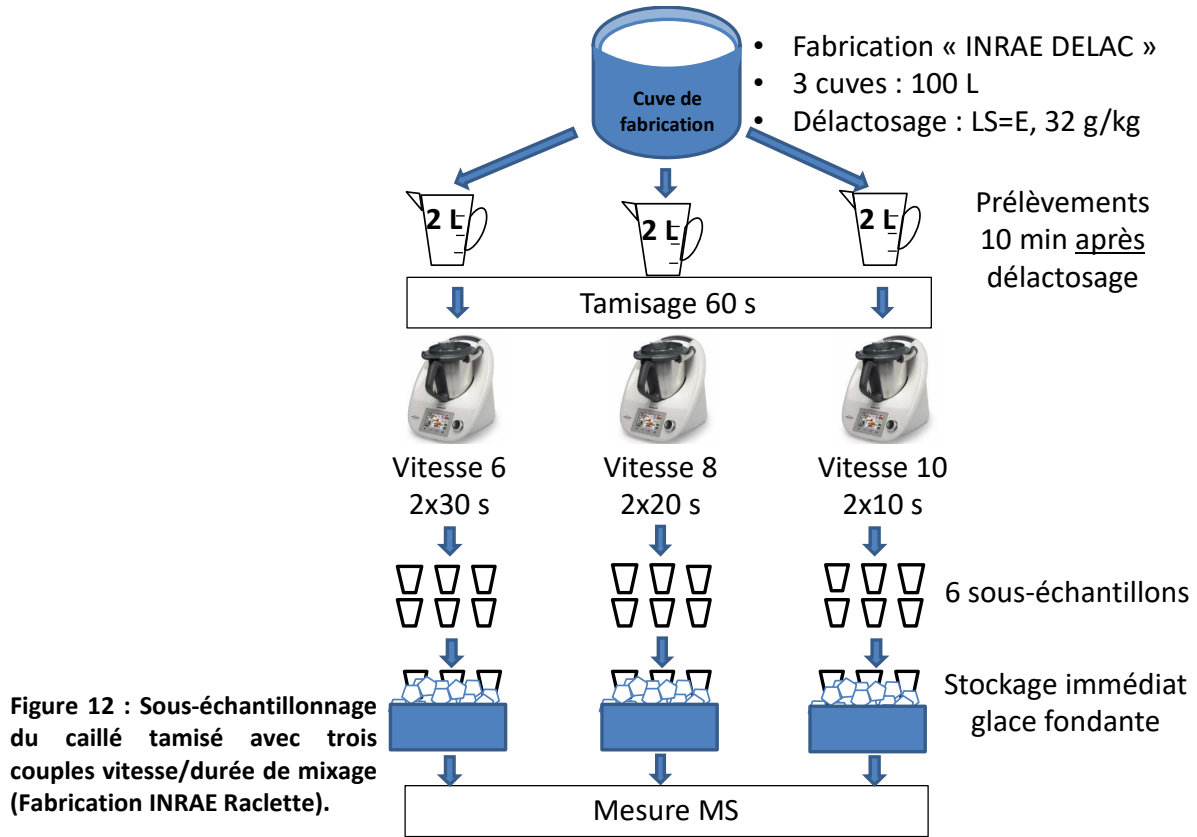 Cuve de
fabrication
• Fabrication « INRAE DELAC »
• 3 cuves : 100 L
• Délactosage : LS=E, 32 g/kg
2 L
2 L
2 L
Prélèvements
10 min après
délactosage
Tamisage 60 s
Vitesse 6
2x30 s
Vitesse 8
2x20 s
Vitesse 10
2x10 s
6 sous-échantillons
Stockage immédiat
glace fondante
Figure 12 : Sous-échantillonnage
du caillé tamisé avec trois
couples vitesse/durée de mixage
(Fabrication INRAE Raclette).
Mesure MS